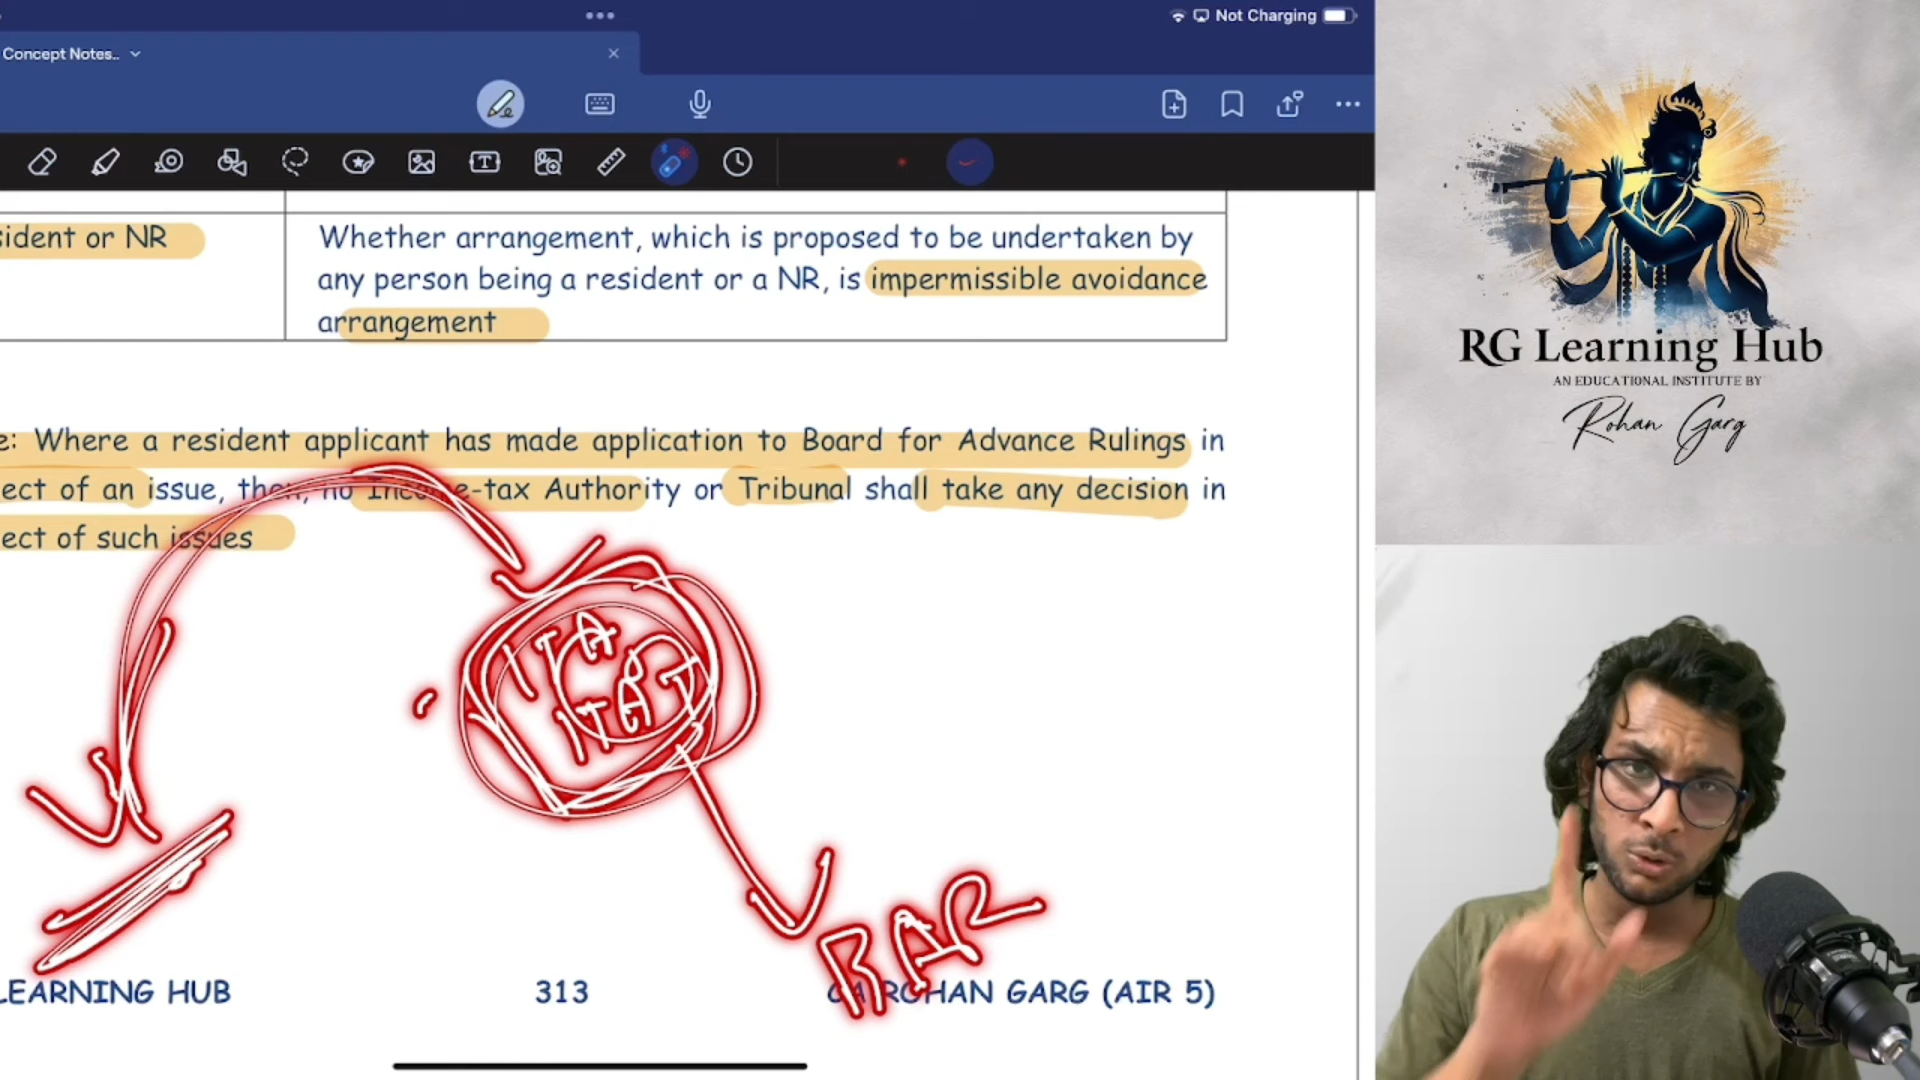 Not Charging
Concept Notes..
sident or NR
Whether arrangement, which is proposed to be undertaken by
any person being a resident or a NR, is impermissible avoidance
arrangement
e: Where a resident applicant has made application to Board for Advance Rulings in
ect of an issue, then, no Income-tax Authority or Tribunal shall take any decision in
ect of such issues
ITA
ITAT
BAR
LEARNING HUB
313
CA ROHAN GARG (AIR 5)
RG Learning Hub
AN EDUCATIONAL INSTITUTE BY
Rohan Garg